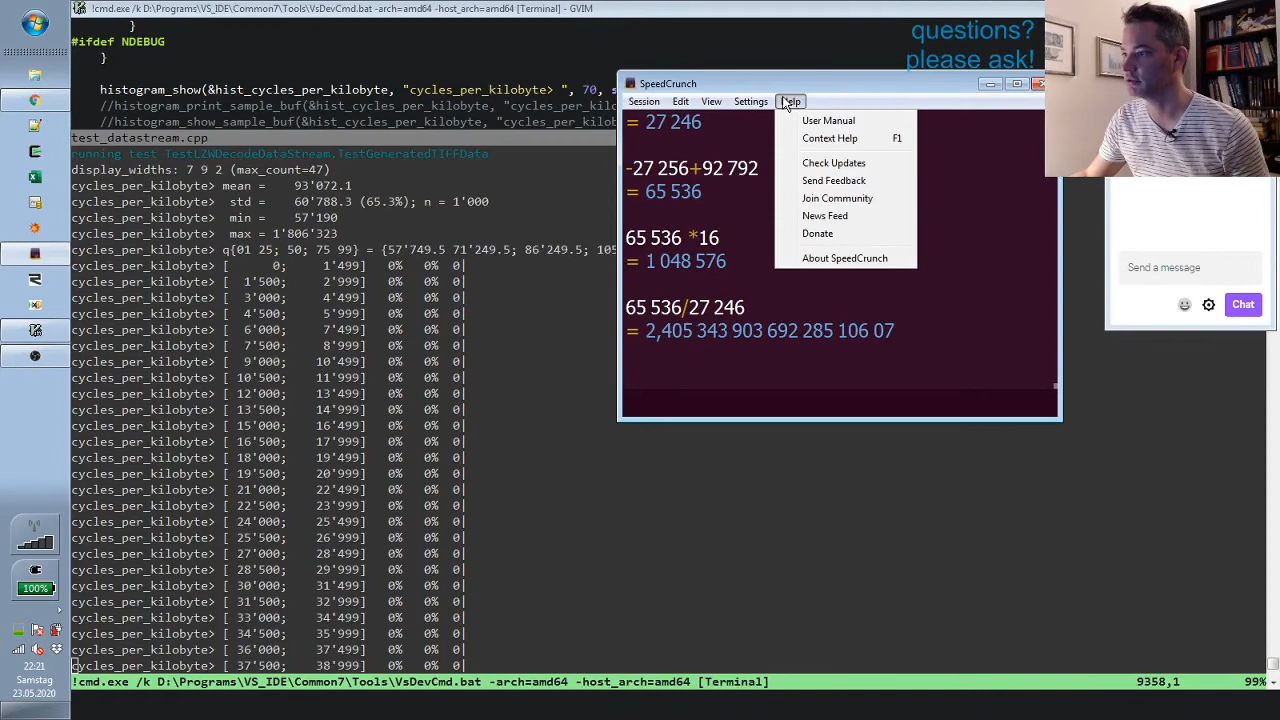 !cmd.exe /k D:\Programs\VS_IDE\Common7\Tools\VsDevCmd.bat -arch=amd64 -host_arch=amd64 [Terminal] - GVIM
}
#ifdef NDEBUG
}
histogram_show(&hist_cycles_per_kilobyte, "cycles_per_kilobyte> ", 70,
//histogram_print_sample_buf(&hist_cycles_per_kilobyte, "cycles_per_
//histogram_print_sample_buf(&hist_cycles_per_kilobyte, "cycles_per_
test_datastream.cpp
running test TestLZWDecodeDataStream.TestGeneratedTIFFData
display_widths: 7 9 2 (max_count=47)
cycles_per_kilobyte> mean = 93'072.1
cycles_per_kilobyte> std = 60'788.3 (65.3%); n = 1'000
cycles_per_kilobyte> min = 57'190
cycles_per_kilobyte> max = 1'806'323
cycles_per_kilobyte> q{01 25; 50; 75 99} = {57'749.5 71'249.5; 86'249.5; 105
cycles_per_kilobyte> [ 0; 1'499] 0% 0% 0|
cycles_per_kilobyte> [ 1'500; 2'999] 0% 0% 0|
cycles_per_kilobyte> [ 3'000; 4'499] 0% 0% 0|
cycles_per_kilobyte> [ 4'500; 5'999] 0% 0% 0|
cycles_per_kilobyte> [ 6'000; 7'499] 0% 0% 0|
cycles_per_kilobyte> [ 7'500; 8'999] 0% 0% 0|
cycles_per_kilobyte> [ 9'000; 10'499] 0% 0% 0|
cycles_per_kilobyte> [ 10'500; 11'999] 0% 0% 0|
cycles_per_kilobyte> [ 12'000; 13'499] 0% 0% 0|
cycles_per_kilobyte> [ 13'500; 14'999] 0% 0% 0|
cycles_per_kilobyte> [ 15'000; 16'499] 0% 0% 0|
cycles_per_kilobyte> [ 16'500; 17'999] 0% 0% 0|
cycles_per_kilobyte> [ 18'000; 19'499] 0% 0% 0|
cycles_per_kilobyte> [ 19'500; 20'999] 0% 0% 0|
cycles_per_kilobyte> [ 21'000; 22'499] 0% 0% 0|
cycles_per_kilobyte> [ 22'500; 23'999] 0% 0% 0|
cycles_per_kilobyte> [ 24'000; 25'499] 0% 0% 0|
cycles_per_kilobyte> [ 25'500; 26'999] 0% 0% 0|
cycles_per_kilobyte> [ 27'000; 28'499] 0% 0% 0|
cycles_per_kilobyte> [ 28'500; 29'999] 0% 0% 0|
cycles_per_kilobyte> [ 30'000; 31'499] 0% 0% 0|
cycles_per_kilobyte> [ 31'500; 32'999] 0% 0% 0|
cycles_per_kilobyte> [ 33'000; 34'499] 0% 0% 0|
cycles_per_kilobyte> [ 34'500; 35'999] 0% 0% 0|
cycles_per_kilobyte> [ 36'000; 37'499] 0% 0% 0|
cycles_per_kilobyte> [ 37'500; 38'999] 0% 0% 0|
!cmd.exe /k D:\Programs\VS_IDE\Common7\Tools\VsDevCmd.bat -arch=amd64 -host_arch=amd64 [Terminal] 9358,1 99%
questions?
please ask!
SpeedCrunch
Session Edit View Settings Help
= 27 246
-27 256+92 792
= 65 536
65 536 *16
= 1 048 576
65 536/27 246
= 2,405 343 903 692 285 106 07
User Manual
Context Help F1
Check Updates
Send Feedback
Join Community
News Feed
Donate
About SpeedCrunch
Send a message
Chat
100%
22:21
Samstag
23.05.2020